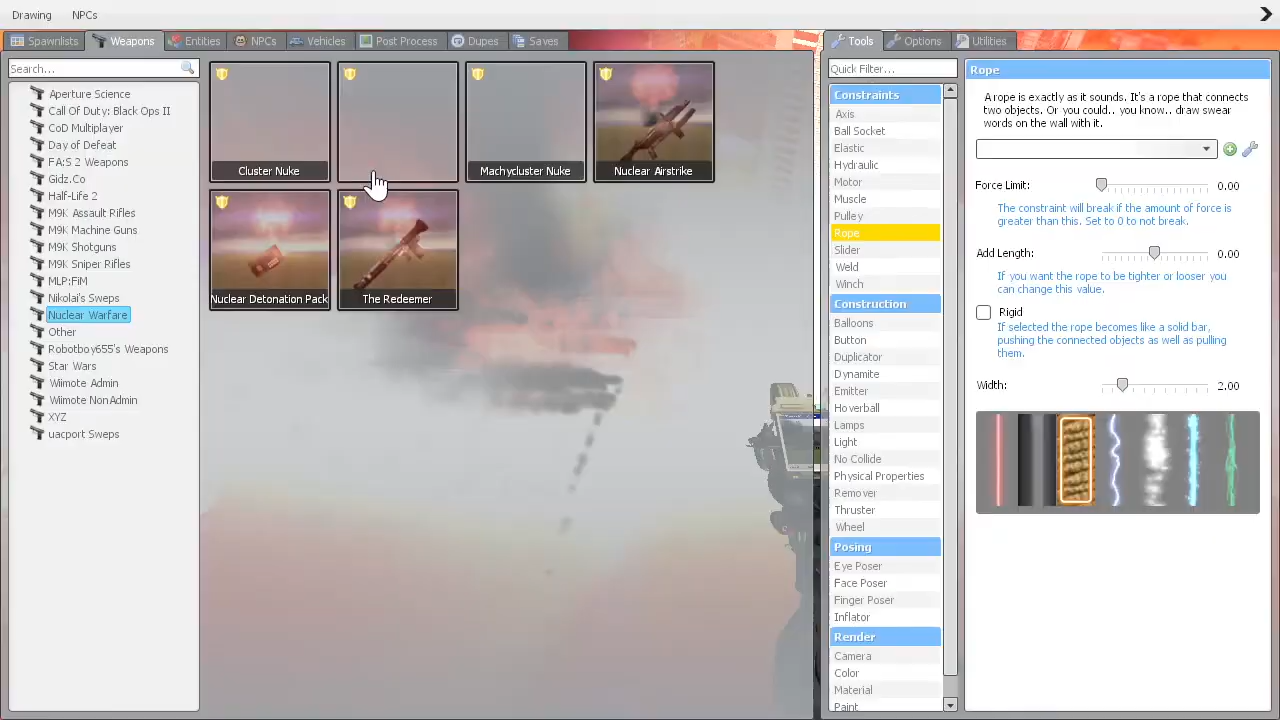 Drawing NPCs
Spawnlists Weapons Entities NPCs Vehicles Post Process Dupes Saves
Search...
Aperture Science
Call Of Duty: Black Ops II
CoD Multiplayer
Day of Defeat
FA:S 2 Weapons
Gidz.Co
Half-Life 2
M9K Assault Rifles
M9K Machine Guns
M9K Shotguns
M9K Sniper Rifles
MLP:FiM
Nikolai's Sweps
Nuclear Warfare
Other
Robotboy655's Weapons
Star Wars
Wiimote Admin
Wiimote NonAdmin
XYZ
uacport Sweps
Cluster Nuke
Machycluster Nuke
Nuclear Airstrike
Nuclear Detonation Pack
The Redeemer
Tools Options Utilities
Quick Filter...
Constraints
Axis
Ball Socket
Elastic
Hydraulic
Motor
Muscle
Pulley
Rope
Slider
Weld
Winch
Construction
Balloons
Button
Duplicator
Dynamite
Emitter
Hoverball
Lamps
Light
No Collide
Physical Properties
Remover
Thruster
Wheel
Posing
Eye Poser
Face Poser
Finger Poser
Inflator
Render
Camera
Color
Material
Paint
Rope
A rope is exactly as it sounds. It's a rope that connects
two objects. Or you could.. you know.. draw swear
words on the wall with it.
Force Limit: 0.00
The constraint will break if the amount of force is
greater than this. Set to 0 to not break.
Add Length: 0.00
If you want the rope to be tighter or looser you
can change this value.
Rigid
If selected the rope becomes like a solid bar,
pushing the connected objects as well as pulling
them.
Width: 2.00